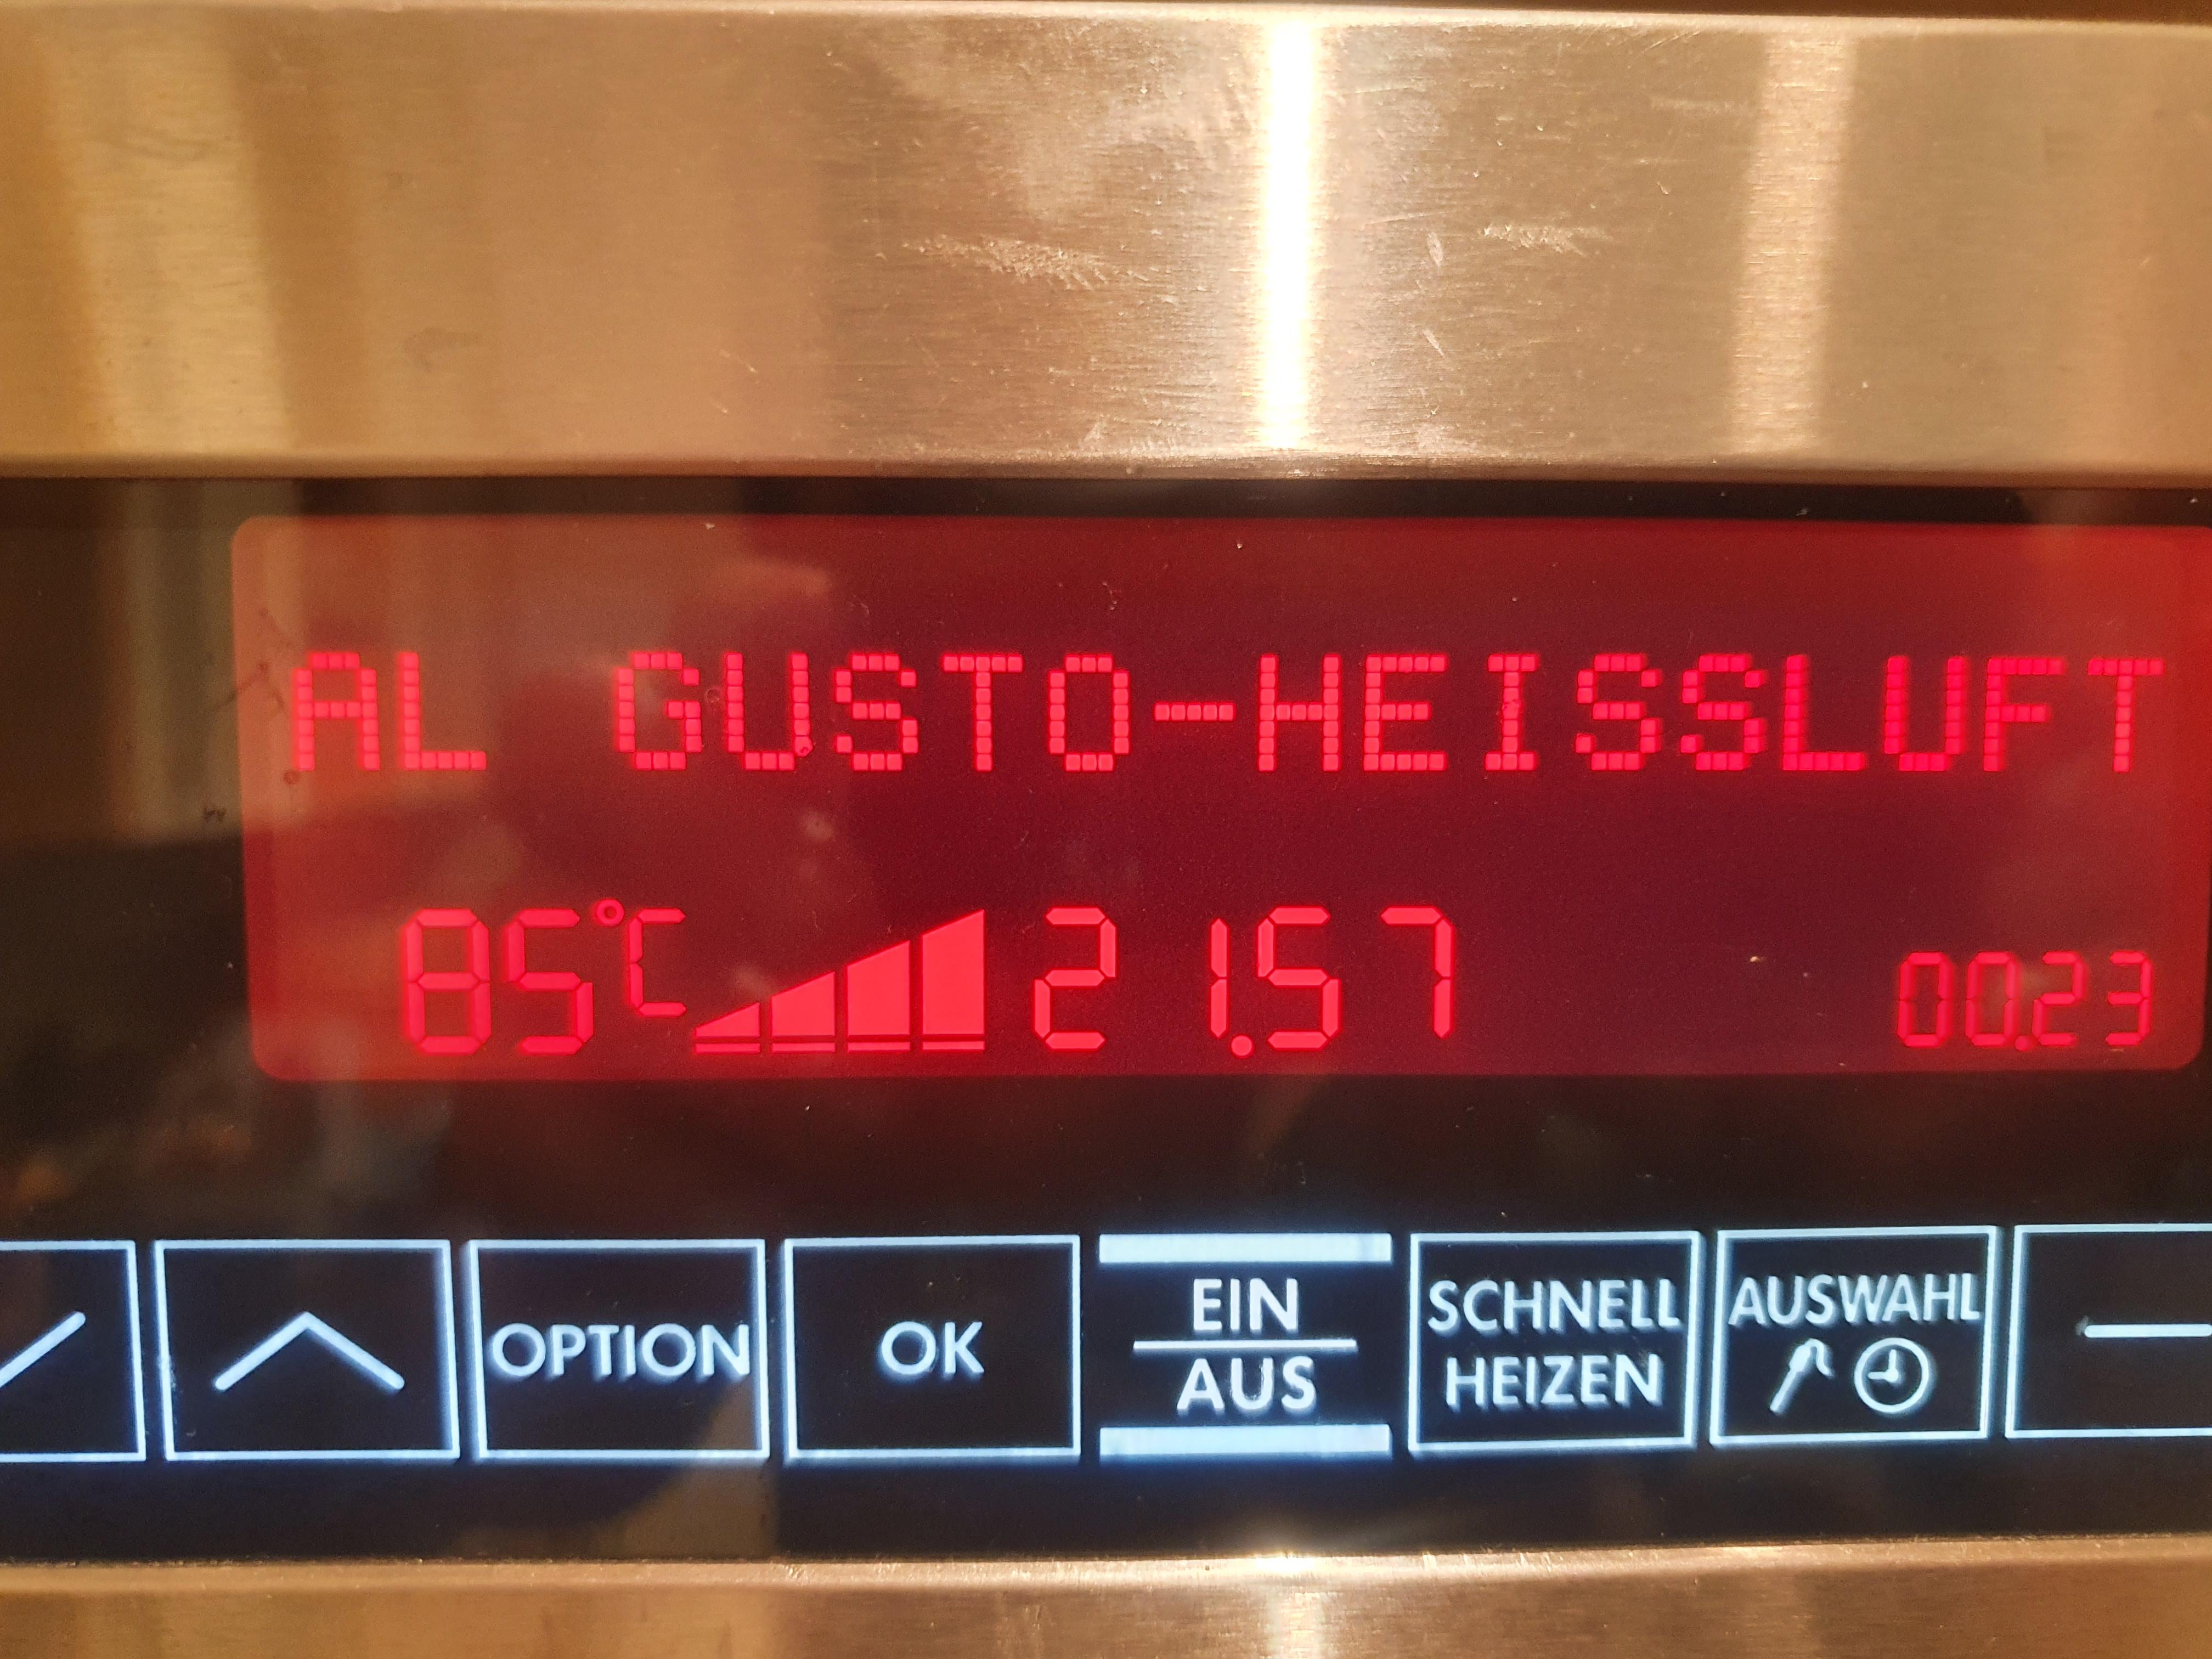 AL GUSTO-HEISSLUFT
85°C 21.57 00.23
OPTION
OK
EIN
AUS
SCHNELL
HEIZEN
AUSWAHL